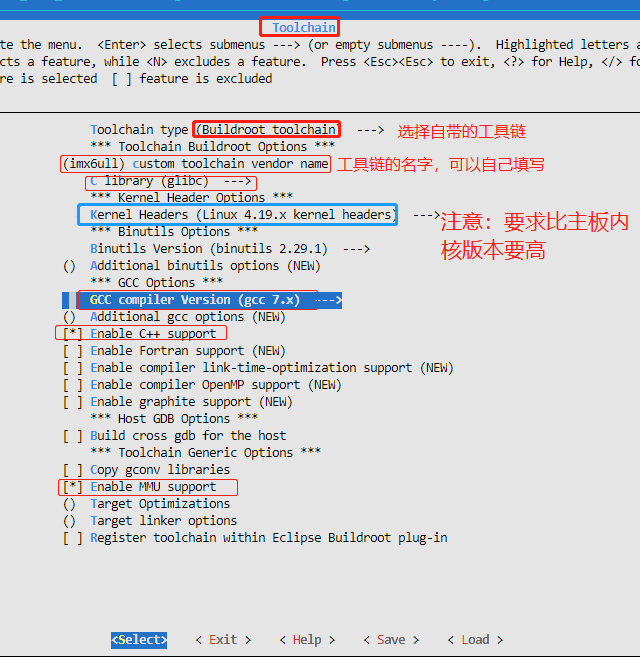 Toolchain
te the menu. <Enter> selects submenus ---> (or empty submenus ----). Highlighted letters a
cts a feature, while <N> excludes a feature. Press <Esc><Esc> to exit, <?> for Help, </> fo
re is selected [ ] feature is excluded
Toolchain type (Buildroot toolchain) ---> 选择自带的工具链
*** Toolchain Buildroot Options ***
(imx6ull) custom toolchain vendor name 工具链的名字，可以自己填写
C library (glibc) --->
*** Kernel Header Options ***
Kernel Headers (Linux 4.19.x kernel headers) ---> 注意：要求比主板内
核版本要高
*** Binutils Options ***
Binutils Version (binutils 2.29.1) --->
() Additional binutils options (NEW)
*** GCC Options ***
GCC compiler Version (gcc 7.x) --->
() Additional gcc options (NEW)
[*] Enable C++ support
[ ] Enable Fortran support (NEW)
[ ] Enable compiler link-time-optimization support (NEW)
[ ] Enable compiler OpenMP support (NEW)
[ ] Enable graphite support (NEW)
*** Host GDB Options ***
[ ] Build cross gdb for the host
*** Toolchain Generic Options ***
[ ] Copy gconv libraries
[*] Enable MMU support
() Target Optimizations
() Target linker options
[ ] Register toolchain within Eclipse Buildroot plug-in
<Select> < Exit > < Help > < Save > < Load >